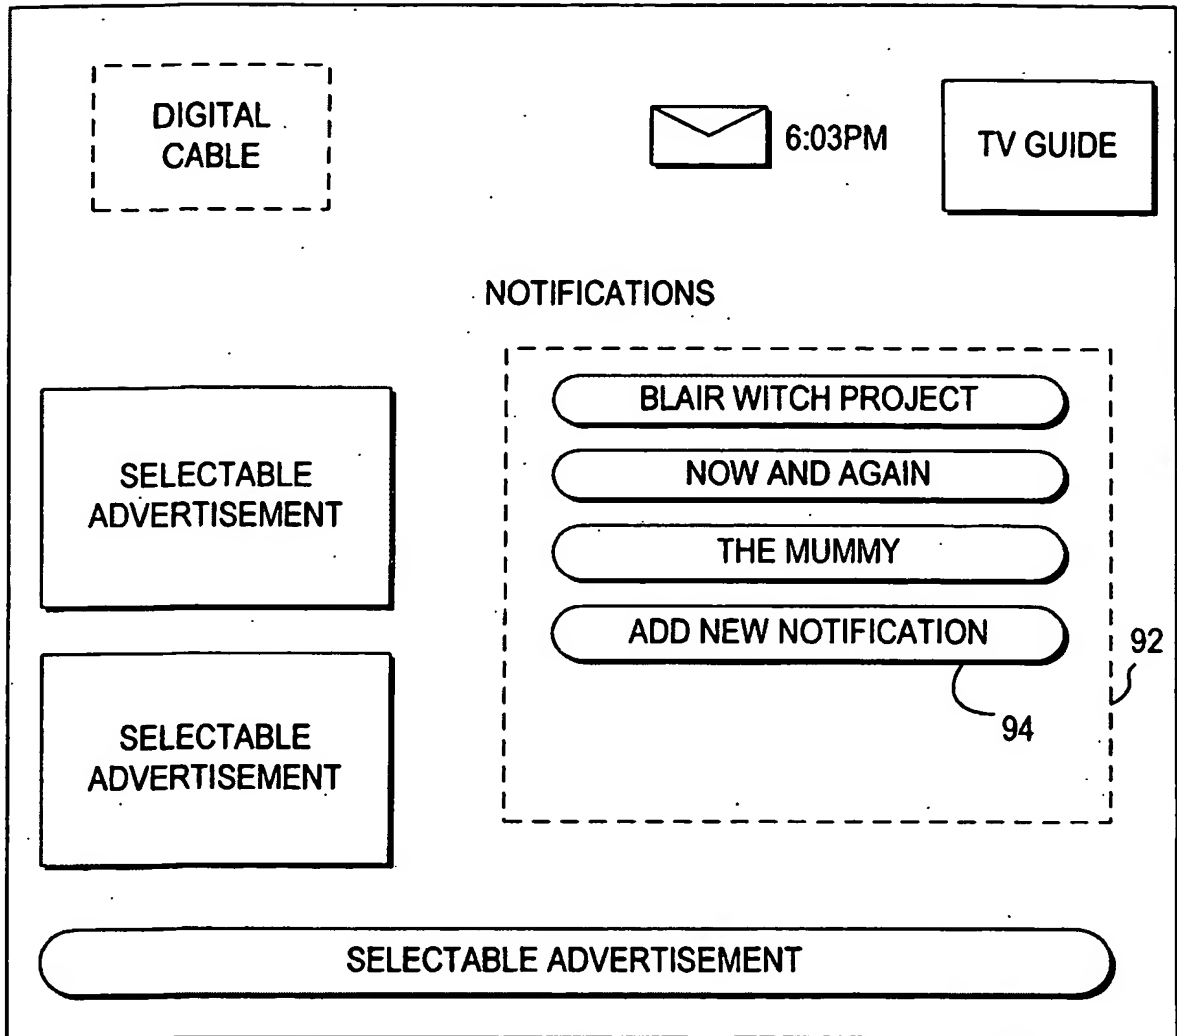 DIGITAL
CABLE
6:03PM
TV GUIDE
NOTIFICATIONS
SELECTABLE
ADVERTISEMENT
SELECTABLE
ADVERTISEMENT
BLAIR WITCH PROJECT
NOW AND AGAIN
THE MUMMY
ADD NEW NOTIFICATION
92
94
SELECTABLE ADVERTISEMENT